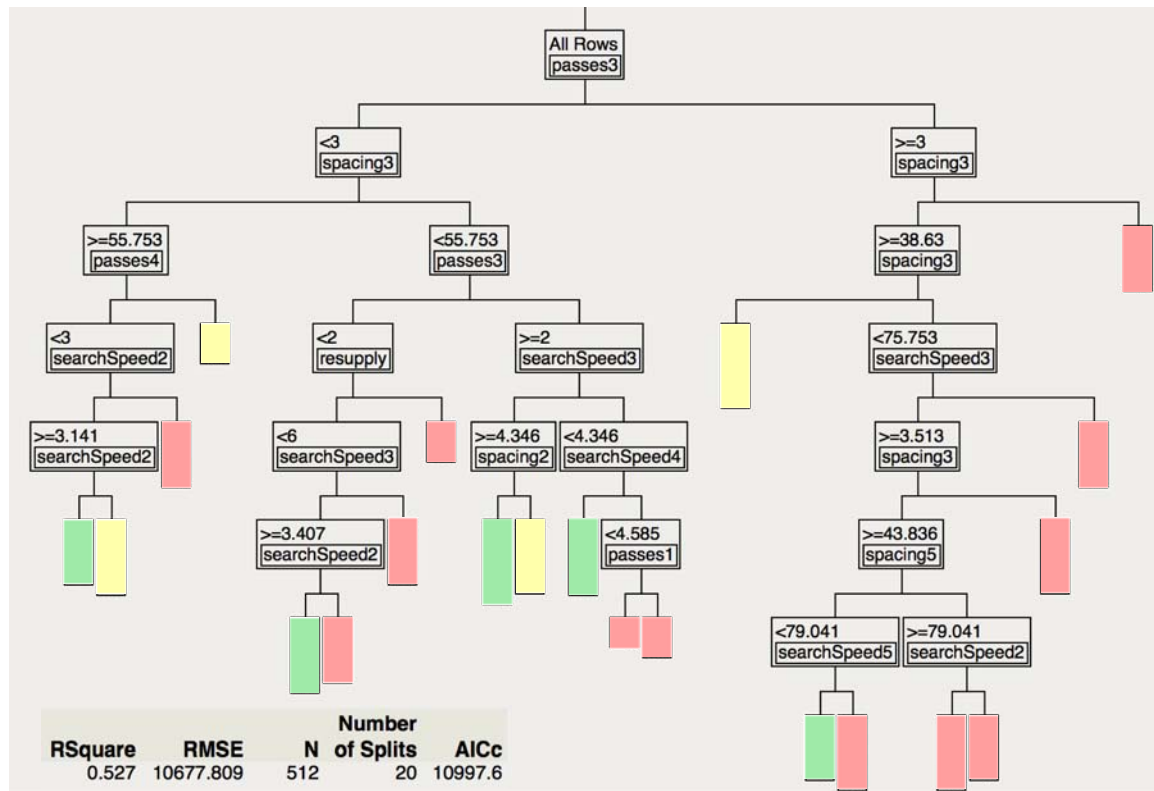 All Rows
passes3
<3
spacing3
>=3
spacing3
>=55.753
passes4
<55.753
passes3
>=38.63
spacing3
<3
searchSpeed2
<2
resupply
>=2
searchSpeed3
<75.753
searchSpeed3
>=3.141
searchSpeed2
<6
searchSpeed3
>=4.346
spacing2
<4.346
searchSpeed4
>=3.513
spacing3
>=3.407
searchSpeed2
<4.585
passes1
>=43.836
spacing5
<79.041
searchSpeed5
>=79.041
searchSpeed2
Number
RSquare RMSE N of Splits AICc
0.527 10677.809 512 20 10997.6